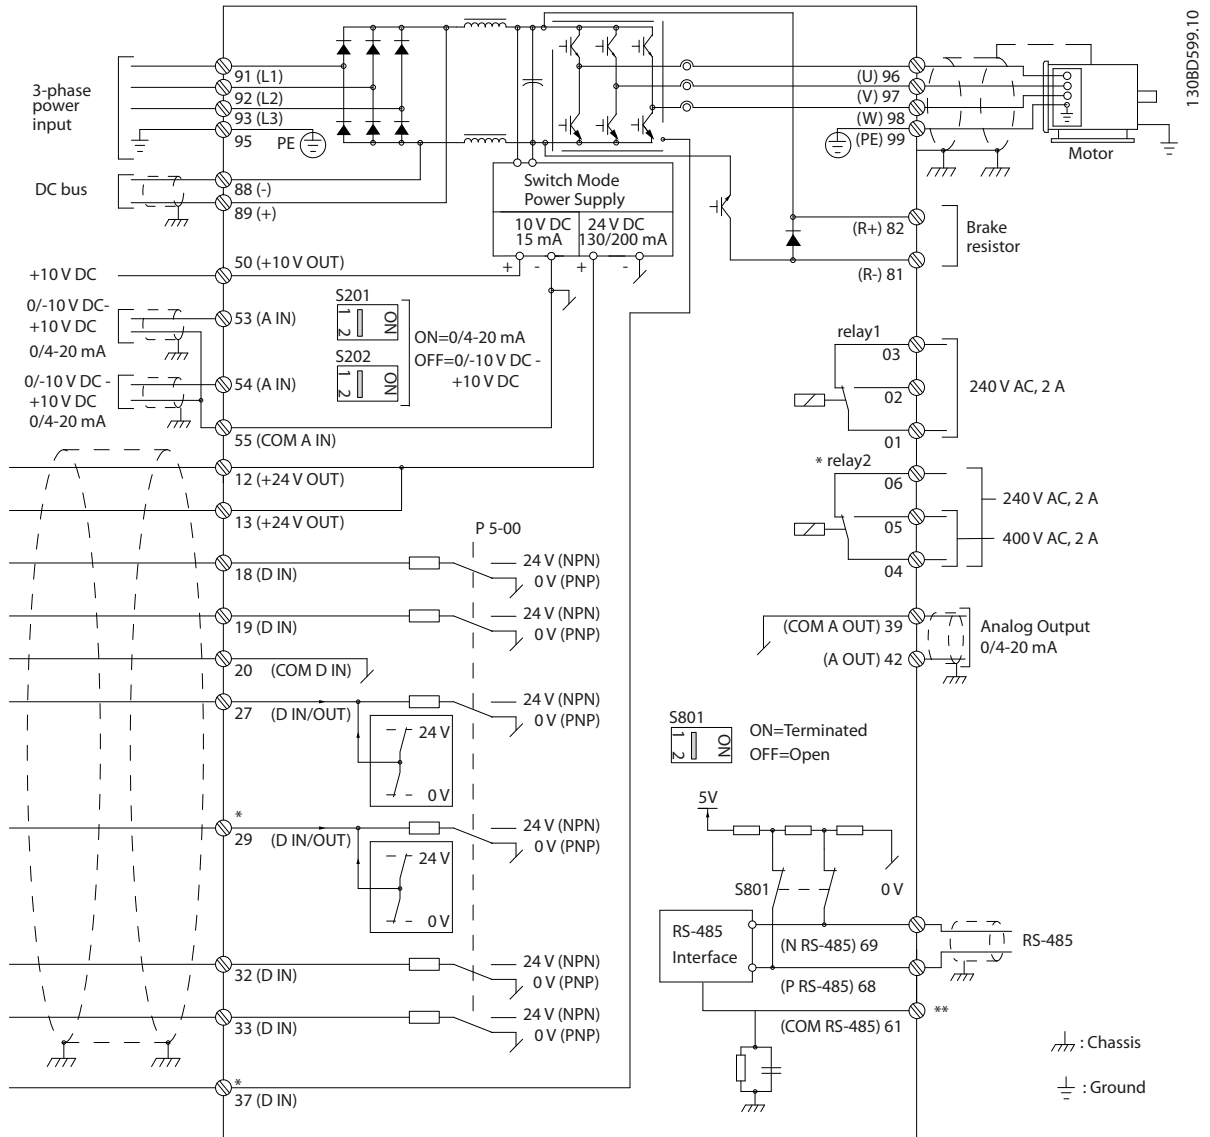 130BD599.10
3-phase
power
input
91 (L1)
92 (L2)
93 (L3)
95
PE
DC bus
88 (-)
89 (+)
+10 V DC
50 (+10 V OUT)
0/-10 V DC-
+10 V DC
0/4-20 mA
53 (A IN)
0/-10 V DC -
+10 V DC
0/4-20 mA
54 (A IN)
55 (COM A IN)
12 (+24 V OUT)
13 (+24 V OUT)
18 (D IN)
19 (D IN)
20 (COM D IN)
27 (D IN/OUT)
24 V
0 V
*
29 (D IN/OUT)
24 V
0 V
32 (D IN)
33 (D IN)
*
37 (D IN)
Switch Mode
Power Supply
10 V DC
15 mA
24 V DC
130/200 mA
+ - + -
S201
1 2 ON
S202
1 2 ON
ON=0/4-20 mA
OFF=0/-10 V DC -
+10 V DC
P 5-00
24 V (NPN)
0 V (PNP)
24 V (NPN)
0 V (PNP)
24 V (NPN)
0 V (PNP)
24 V (NPN)
0 V (PNP)
24 V (NPN)
0 V (PNP)
24 V (NPN)
0 V (PNP)
(U) 96
(V) 97
(W) 98
(PE) 99
Motor
(R+) 82
Brake
resistor
(R-) 81
relay1
03
02
01
240 V AC, 2 A
* relay2
06
05
04
240 V AC, 2 A
400 V AC, 2 A
(COM A OUT) 39
(A OUT) 42
Analog Output
0/4-20 mA
S801
1 2 ON
ON=Terminated
OFF=Open
5V
S801
0 V
RS-485
Interface
(N RS-485) 69
(P RS-485) 68
(COM RS-485) 61
RS-485
**
: Chassis
: Ground